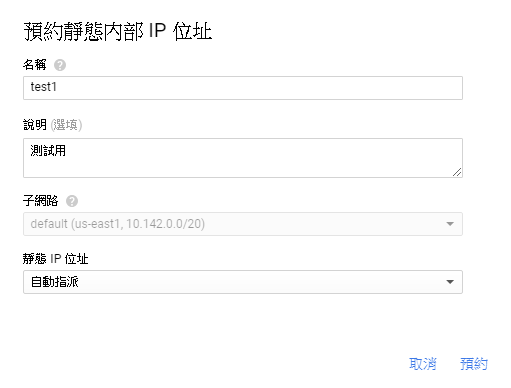 預約靜態內部 IP 位址
名稱 ?
test1
說明 (選填)
測試用
子網路 ?
default (us-east1, 10.142.0.0/20)
靜態 IP 位址
自動指派
取消 預約